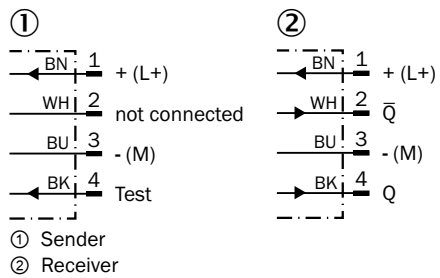 ① ②
BN 1 + (L+)
WH 2 not connected
BU 3 - (M)
BK 4 Test
BN 1 + (L+)
WH 2 Q̅
BU 3 - (M)
BK 4 Q
① Sender
② Receiver